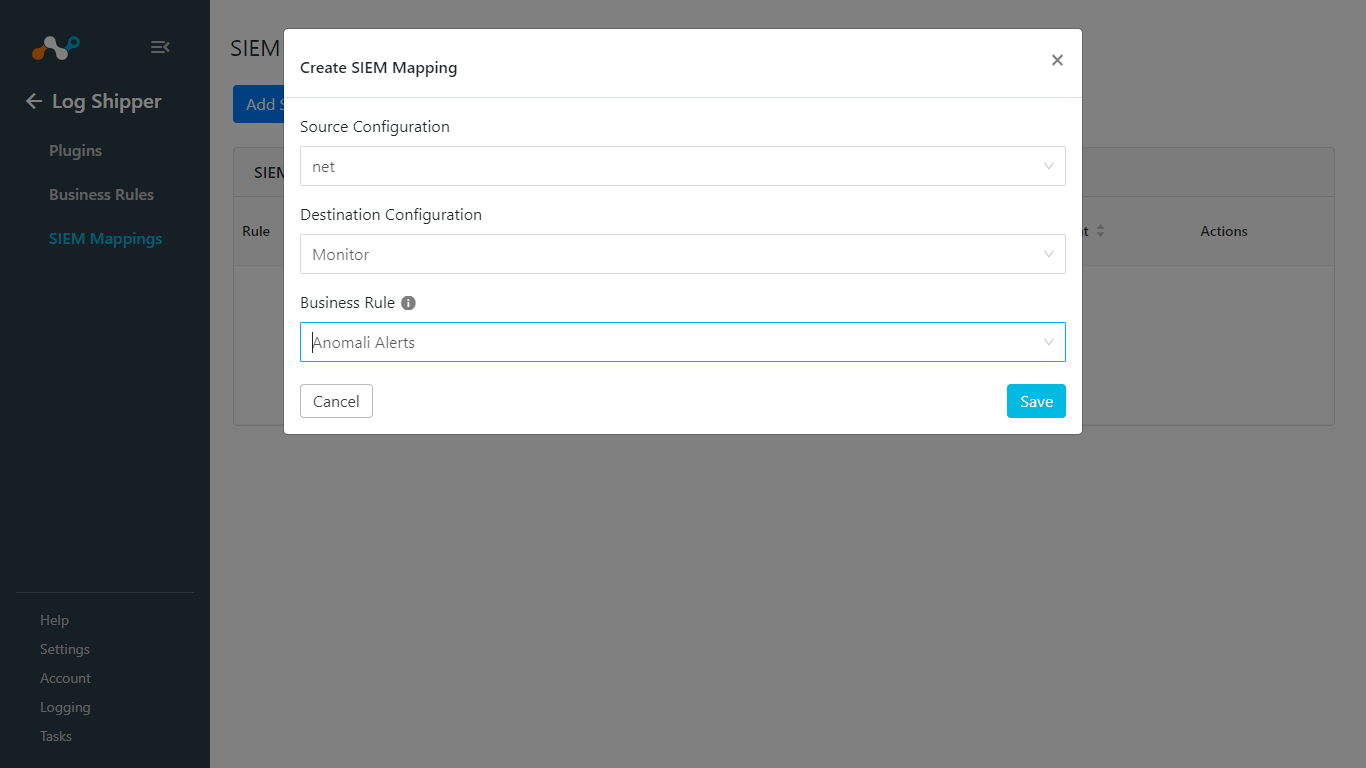 Log Shipper
Plugins
Business Rules
SIEM Mappings
Help
Settings
Account
Logging
Tasks
SIEM
Add S
SIEM
Rule
t
Actions
Create SIEM Mapping
Source Configuration
net
Destination Configuration
Monitor
Business Rule
Anomali Alerts
Cancel
Save